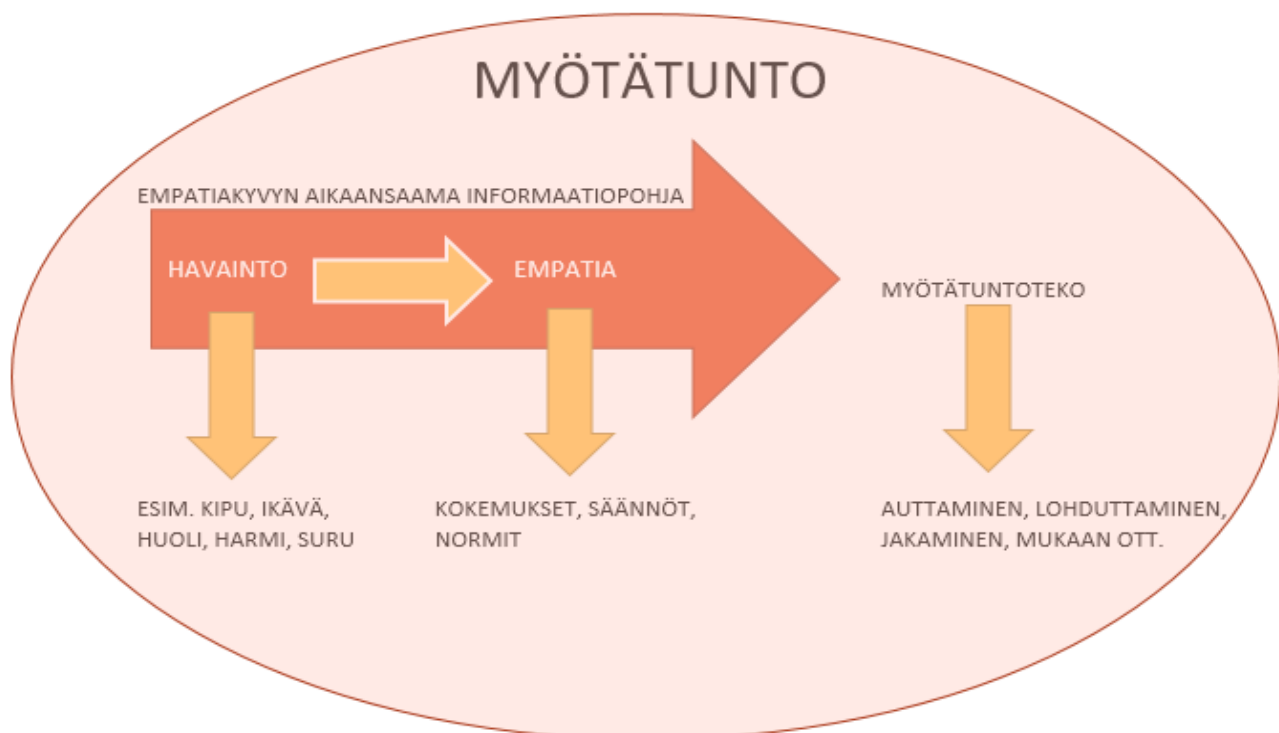 MYÖTÄTUNTO
EMPATIAKYVYN AIKAANSAAMA INFORMAATIOPOHJA
HAVAINTO
EMPATIA
MYÖTÄTUNTOTEKO
ESIM. KIPU, IKÄVÄ,
HUOLI, HARMI, SURU
KOKEMUKSET, SÄÄNNÖT,
NORMIT
AUTTAMINEN, LOHDUTTAMINEN,
JAKAMINEN, MUKAAN OTT.